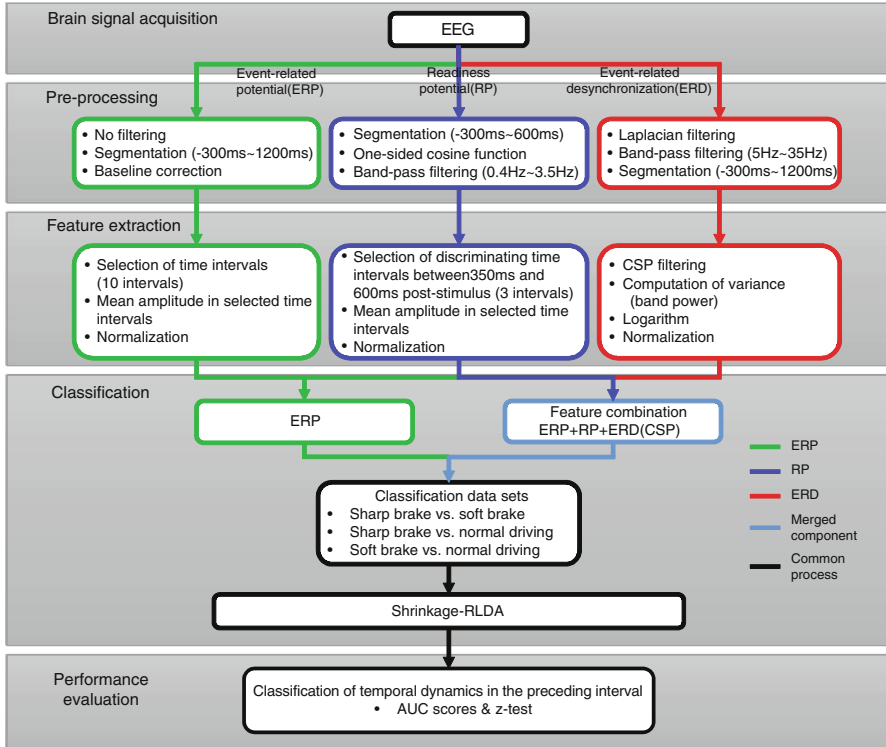 Brain signal acquisition
EEG
Event-related
potential(ERP)
Readiness
potential(RP)
Event-related
desynchronization(ERD)
Pre-processing
• No filtering
• Segmentation (-300ms~1200ms)
• Baseline correction
• Segmentation (-300ms~600ms)
• One-sided cosine function
• Band-pass filtering (0.4Hz~3.5Hz)
• Laplacian filtering
• Band-pass filtering (5Hz~35Hz)
• Segmentation (-300ms~1200ms)
Feature extraction
• Selection of time intervals
(10 intervals)
• Mean amplitude in selected time
intervals
• Normalization
• Selection of discriminating time
intervals between350ms and
600ms post-stimulus (3 intervals)
• Mean amplitude in selected time
intervals
• Normalization
• CSP filtering
• Computation of variance
(band power)
• Logarithm
• Normalization
Classification
ERP
Feature combination
ERP+RP+ERD(CSP)
Classification data sets
• Sharp brake vs. soft brake
• Sharp brake vs. normal driving
• Soft brake vs. normal driving
Shrinkage-RLDA
ERP
RP
ERD
Merged
component
Common
process
Performance
evaluation
Classification of temporal dynamics in the preceding interval
• AUC scores & z-test